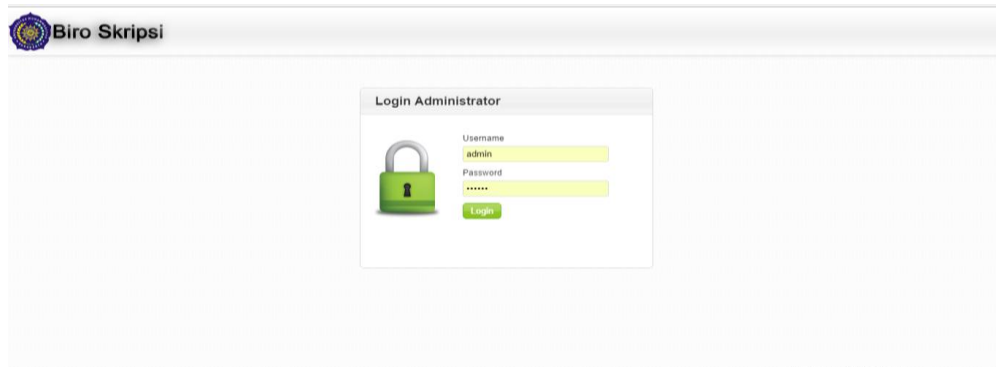 Biro Skripsi
Login Administrator
Username
admin
Password
••••••
Login